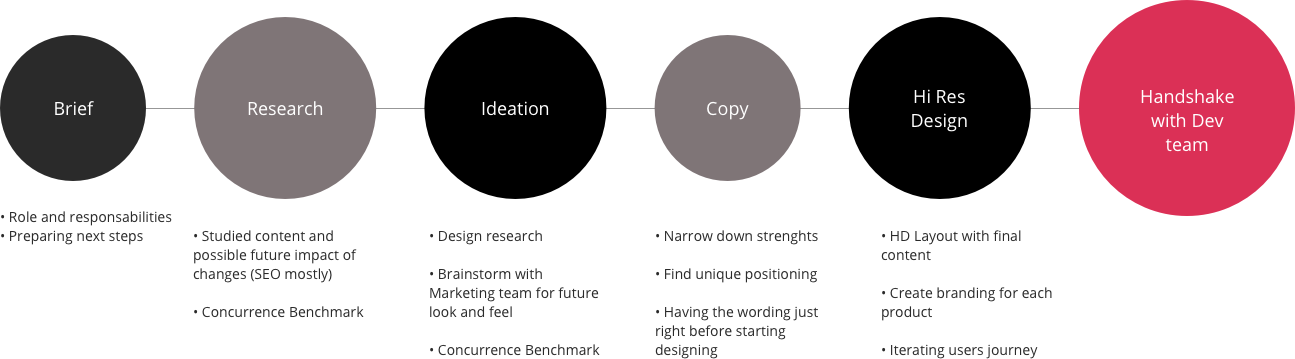 Brief
Research
Ideation
Copy
Hi Res
Design
Handshake
with Dev
team
• Role and responsabilities
• Preparing next steps
• Studied content and
possible future impact of
changes (SEO mostly)
• Concurrence Benchmark
• Design research
• Brainstorm with
Marketing team for future
look and feel
• Concurrence Benchmark
• Narrow down strenghts
• Find unique positioning
• Having the wording just
right before starting
designing
• HD Layout with final
content
• Create branding for each
product
• Iterating users journey